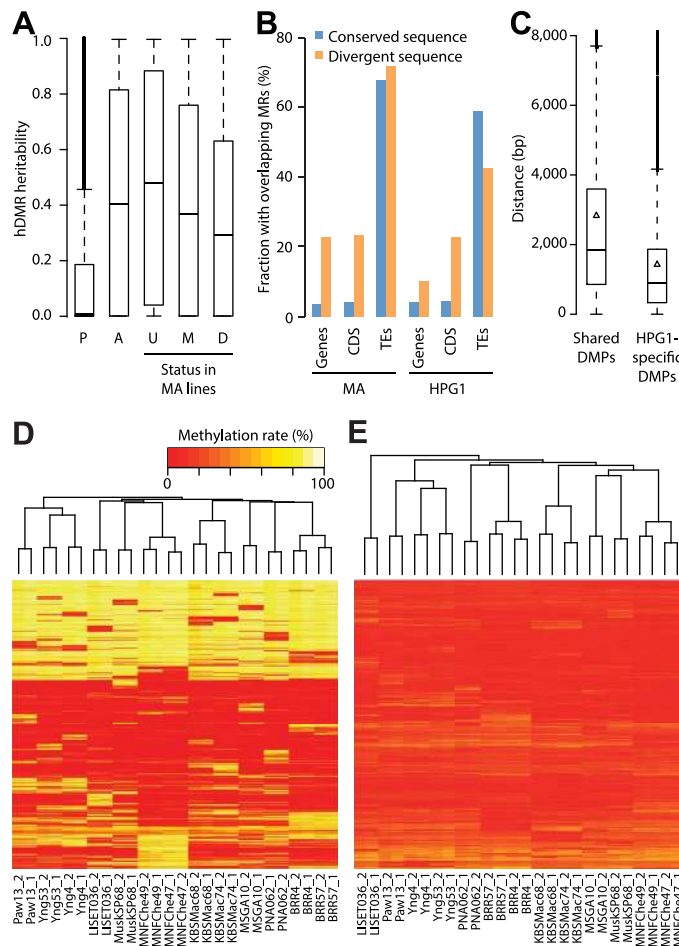 A
hDMR heritability
1.0
0.8
0.6
0.4
0.2
0.0
P A U M D
Status in
MA lines
B
Conserved sequence
Divergent sequence
Fraction with overlapping MRs (%)
80
60
40
20
0
Genes CDS TEs Genes CDS TEs
MA HPG1
C
Distance (bp)
8,000
6,000
4,000
2,000
0
Shared
DMPs
HPG1-
specific
DMPs
D
Methylation rate (%)
0 100
Paw13_2
Paw13_1
Yng53_2
Yng53_1
Yng4_2
Yng4_1
LISET036_2
LISET036_1
MuskSP68_2
MuskSP68_1
MNFChe49_2
MNFChe49_1
MNFChe47_1
MNFChe47_2
KBSMac68_2
KBSMac68_1
KBSMac74_2
KBSMac74_1
MSGA10_2
MSGA10_1
PNA062_1
PNA062_2
BRR4_2
BRR4_1
BRR57_2
BRR57_1
E
LISET036_2
LISET036_1
Paw13_2
Paw13_1
Yng4_2
Yng4_1
Yng53_2
Yng53_1
PNA062_1
PNA062_2
BRR57_1
BRR57_2
BRR4_2
BRR4_1
KBSMac68_2
KBSMac68_1
KBSMac74_2
KBSMac74_1
MSGA10_1
MSGA10_2
MuskSP68_2
MuskSP68_1
MNFChe49_1
MNFChe49_2
MNFChe47_2
MNFChe47_1